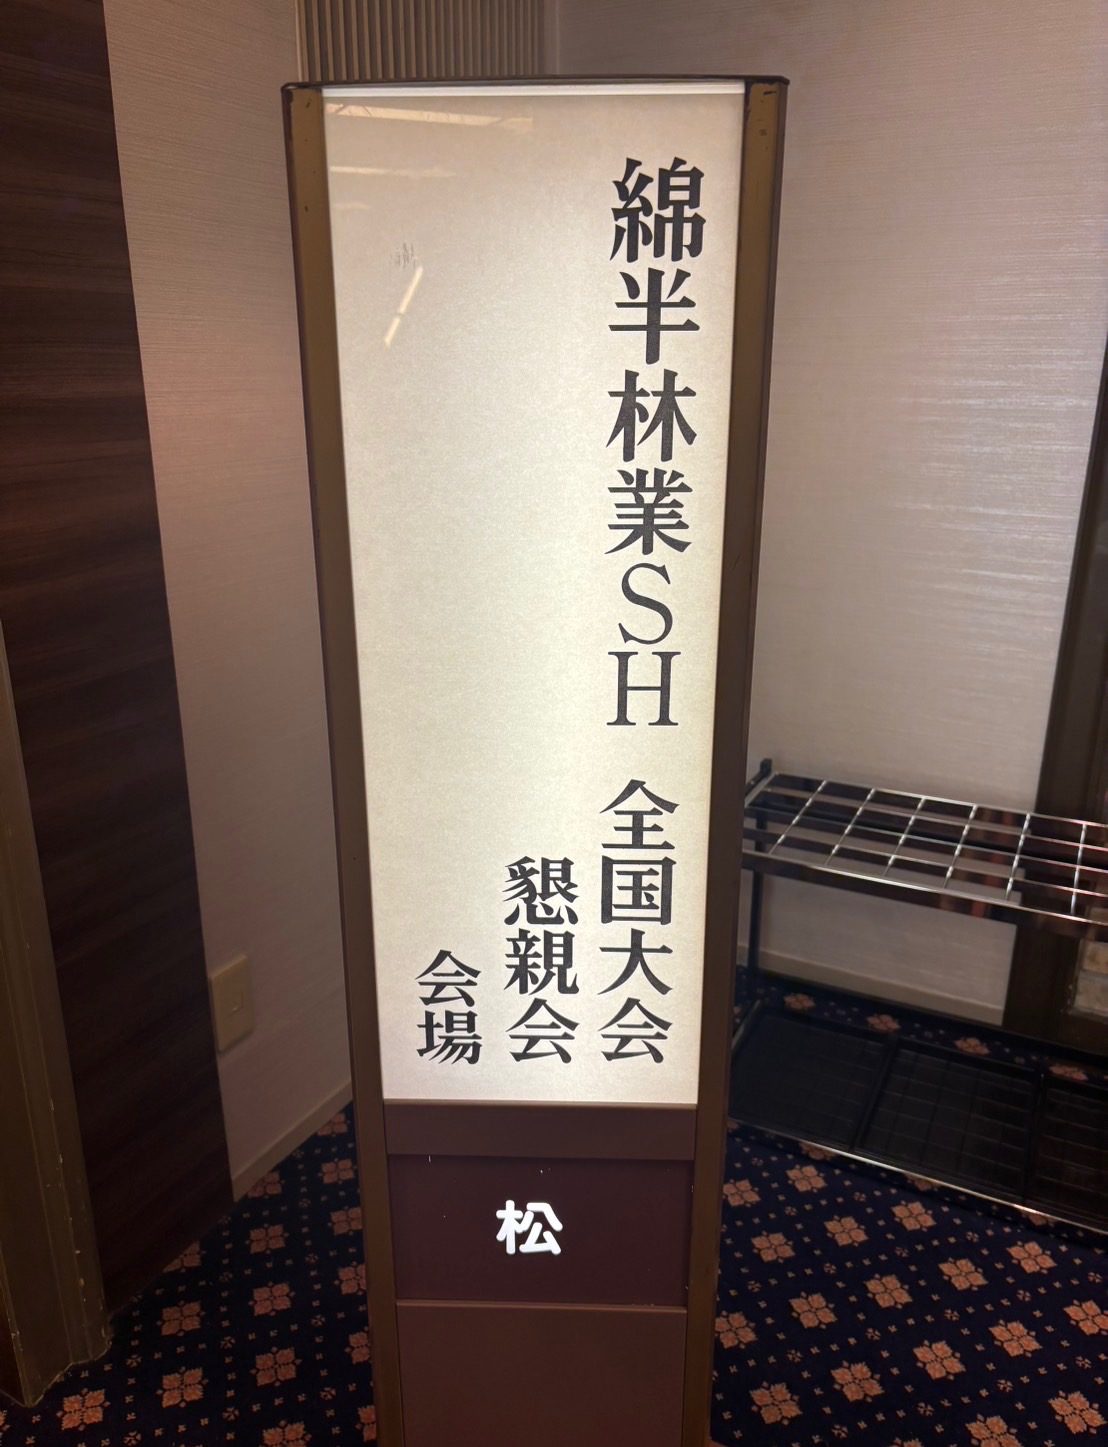 綿半林業SH 全国大会
懇親会
会場
松